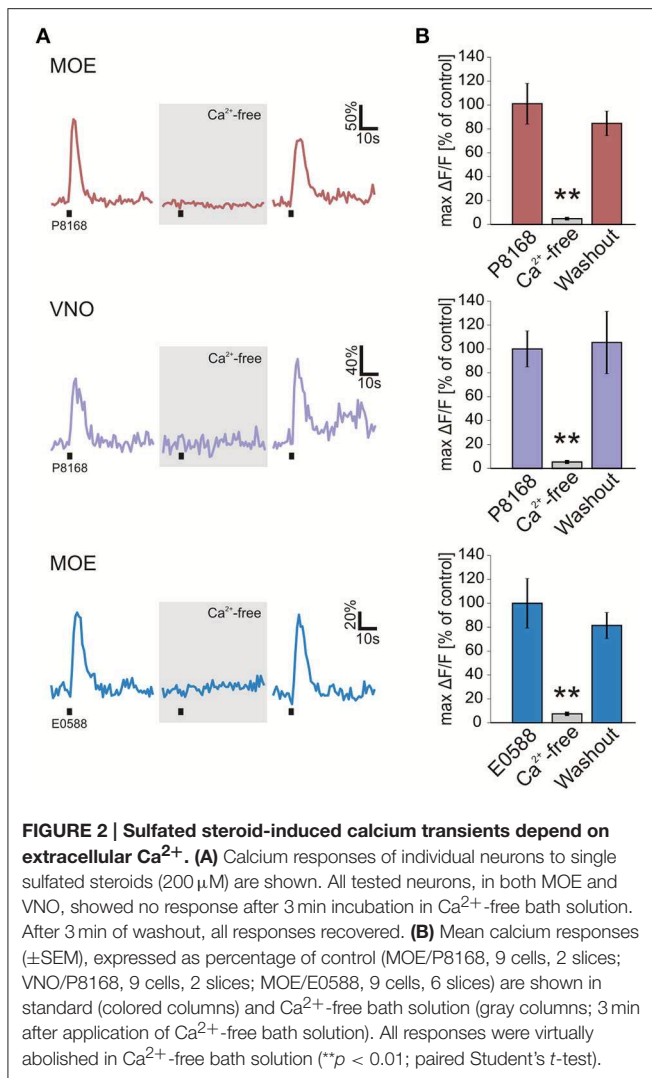 A
B
MOE
Ca²⁺-free
50%
10s
P8168
max ΔF/F [% of control]
140
120
100
80
60
40
20
0
**
P8168
Ca²⁺-free
Washout
VNO
Ca²⁺-free
40%
10s
P8168
max ΔF/F [% of control]
140
120
100
80
60
40
20
0
**
P8168
Ca²⁺-free
Washout
MOE
Ca²⁺-free
20%
10s
E0588
max ΔF/F [% of control]
140
120
100
80
60
40
20
0
**
E0588
Ca²⁺-free
Washout
FIGURE 2 | Sulfated steroid-induced calcium transients depend on
extracellular Ca²⁺. (A) Calcium responses of individual neurons to single
sulfated steroids (200 μM) are shown. All tested neurons, in both MOE and
VNO, showed no response after 3 min incubation in Ca²⁺-free bath solution.
After 3 min of washout, all responses recovered. (B) Mean calcium responses
(±SEM), expressed as percentage of control (MOE/P8168, 9 cells, 2 slices;
VNO/P8168, 9 cells, 2 slices; MOE/E0588, 9 cells, 6 slices) are shown in
standard (colored columns) and Ca²⁺-free bath solution (gray columns; 3 min
after application of Ca²⁺-free bath solution). All responses were virtually
abolished in Ca²⁺-free bath solution (**p < 0.01; paired Student's t-test).